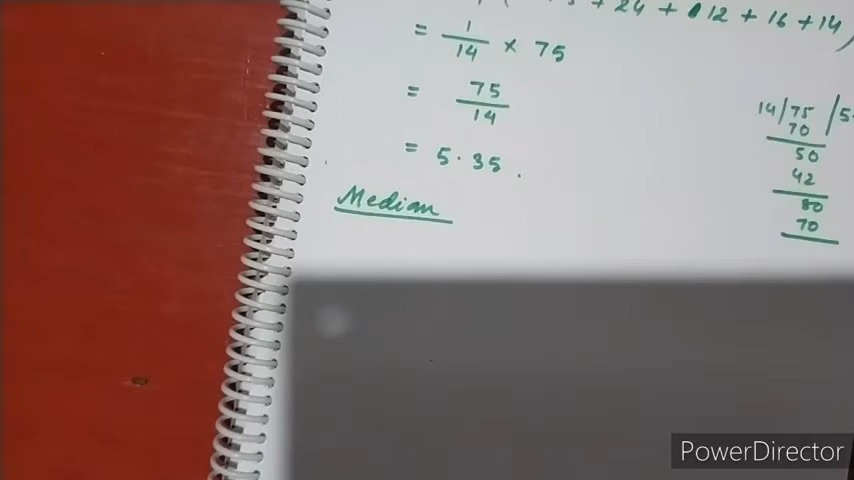 + 24 + 12 + 16 + 14)
= 1/14 × 75
= 75/14
= 5.35.
Median
14/75/5.
70
50
42
80
70
PowerDirector